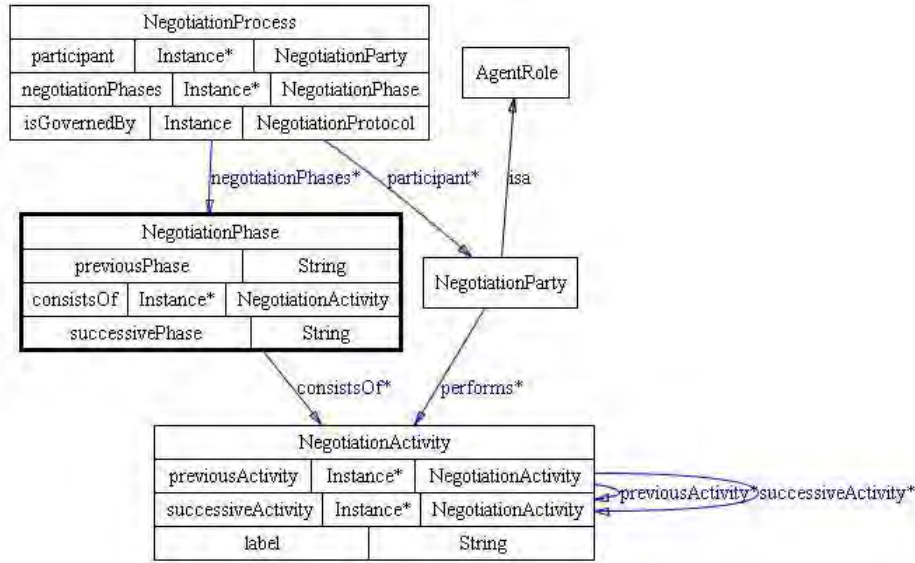 NegotiationProcess
participant Instance* NegotiationParty
negotiationPhases Instance* NegotiationPhase
isGovernedBy Instance NegotiationProtocol
AgentRole
negotiationPhases* participant* isa
NegotiationPhase
previousPhase String
consistsOf Instance* NegotiationActivity
successivePhase String
NegotiationParty
consistsOf* performs*
NegotiationActivity
previousActivity Instance* NegotiationActivity
successiveActivity Instance* NegotiationActivity
label String
previousActivity* successiveActivity*